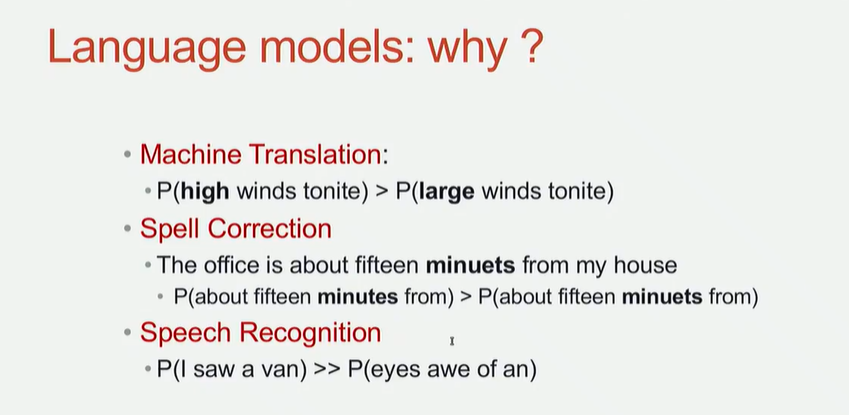 Language models: why ?
• Machine Translation:
• P(high winds tonite) > P(large winds tonite)
• Spell Correction
• The office is about fifteen minuets from my house
• P(about fifteen minutes from) > P(about fifteen minuets from)
• Speech Recognition
• P(I saw a van) >> P(eyes awe of an)